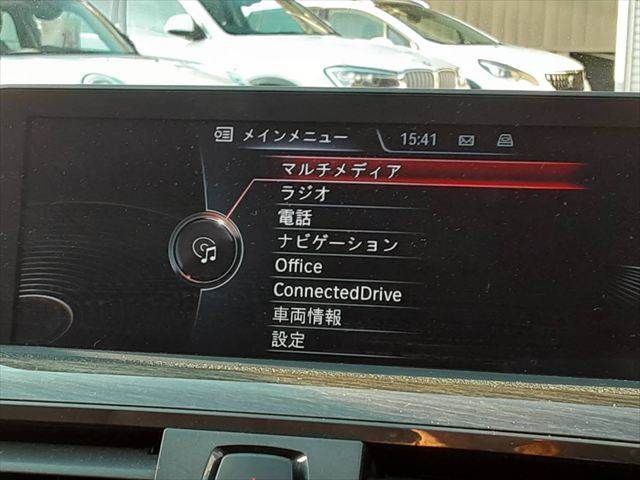 メインメニュー 15:41
マルチメディア
ラジオ
電話
ナビゲーション
Office
ConnectedDrive
車両情報
設定